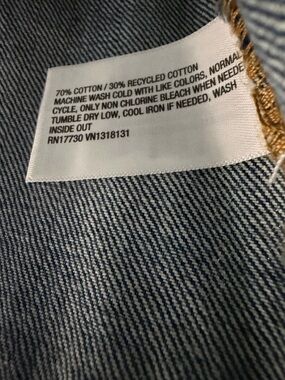 70% COTTON / 30% RECYCLED COTTON
MACHINE WASH COLD WITH LIKE COLORS, NORMAL
CYCLE, ONLY NON CHLORINE BLEACH WHEN NEEDE
TUMBLE DRY LOW, COOL IRON IF NEEDED, WASH
INSIDE OUT
RN17730 VN1318131